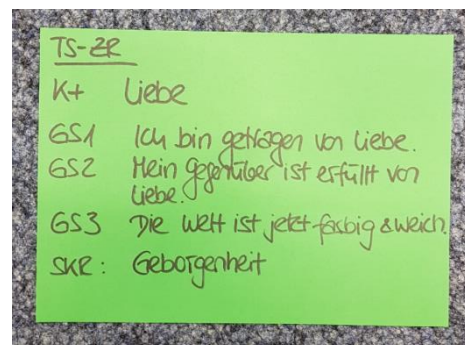 TS-ZR
K+ Liebe
GS1 Ich bin getragen von Liebe.
GS2 Mein Gegenüber ist erfüllt von
Liebe.
GS3 Die Welt ist jetzt farbig & weich.
SKR: Geborgenheit